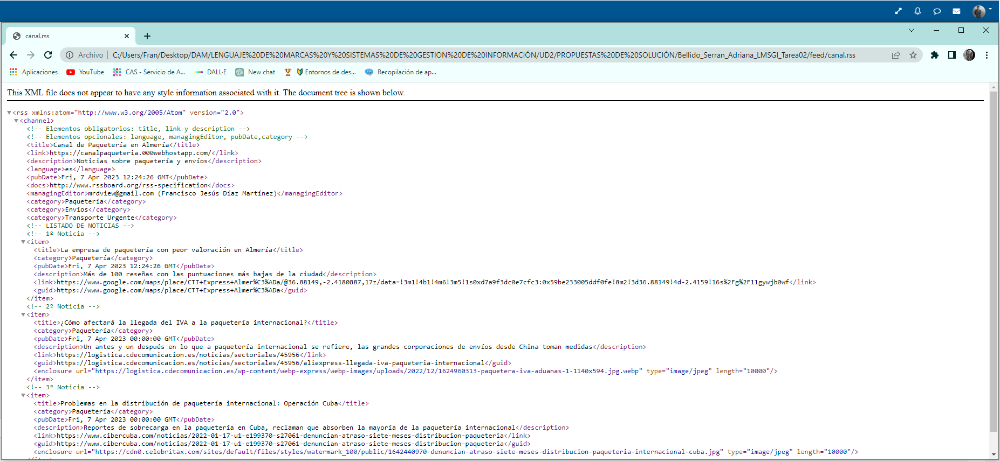 canal.rss
Archivo | C:/Users/Fran/Desktop/DAM/LENGUAJE%20DE%20MARCAS%20Y%20SISTEMAS%20DE%20GESTION%20DE%20INFORMACIÓN/UD2/PROPUESTAS%20DE%20SOLUCIÓN/Bellido_Serran_Adriana_LMSGI_Tarea02/feed/canal.rss
Aplicaciones YouTube CAS - Servicio de A... DALL·E New chat Entornos de des... Recopilación de ap...
This XML file does not appear to have any style information associated with it. The document tree is shown below.
<rss xmlns:atom="http://www.w3.org/2005/Atom" version="2.0">
<channel>
<!-- Elementos obligatorios: title, link y description -->
<!-- Elementos opcionales: language, managingEditor, pubDate,category -->
<title>Canal de Paquetería en Almería</title>
<link>https://canalpaqueteria.000webhostapp.com/</link>
<description>Noticias sobre paquetería y envíos</description>
<language>es</language>
<pubDate>Fri, 7 Apr 2023 12:24:26 GMT</pubDate>
<docs>http://www.rssboard.org/rss-specification</docs>
<managingEditor>mrdview@gmail.com (Francisco Jesús Díaz Martínez)</managingEditor>
<category>Paquetería</category>
<category>Envíos</category>
<category>Transporte Urgente</category>
<!-- LISTADO DE NOTICIAS -->
<!-- 1º Noticia -->
<item>
<title>La empresa de paquetería con peor valoración en Almería</title>
<category>Paquetería</category>
<pubDate>Fri, 7 Apr 2023 12:24:26 GMT</pubDate>
<description>Más de 100 reseñas con las puntuaciones más bajas de la ciudad</description>
<link>https://www.google.com/maps/place/CTT+Express+Almer%C3%ADa/@36.88149,-2.4180887,17z/data=!3m1!4b1!4m6!3m5!1s0xd7a9f3dc0e7cfc3:0x59be233005ddf0fe!8m2!3d36.88149!4d-2.4159!16s%2Fg%2F11gywjb0wf</link>
<guid>https://www.google.com/maps/place/CTT+Express+Almer%C3%ADa</guid>
</item>
<!-- 2º Noticia -->
<item>
<title>¿Cómo afectará la llegada del IVA a la paquetería internacional?</title>
<category>Paquetería</category>
<pubDate>Fri, 7 Apr 2023 00:00:00 GMT</pubDate>
<description>Un antes y un después en lo que a paquetería internacional se refiere, las grandes corporaciones de envíos desde China toman medidas</description>
<link>https://logistica.cdecomunicacion.es/noticias/sectoriales/45956</link>
<guid>https://logistica.cdecomunicacion.es/noticias/sectoriales/45956/aliexpress-llegada-iva-paqueteria-internacional</guid>
<enclosure url="https://logistica.cdecomunicacion.es/wp-content/webp-express/webp-images/uploads/2022/12/1624960313-paquetera-iva-aduanas-1-1140x594.jpg.webp" type="image/jpeg" length="10000"/>
</item>
<!-- 3º Noticia -->
<item>
<title>Problemas en la distribución de paquetería internacional: Operación Cuba</title>
<category>Paquetería</category>
<pubDate>Fri, 7 Apr 2023 00:00:00 GMT</pubDate>
<description>Reportes de sobrecarga en la paquetería en Cuba, reclaman que absorben la mayoría de la paquetería internacional</description>
<link>https://www.cibercuba.com/noticias/2022-01-17-u1-e199370-s27061-denuncian-atraso-siete-meses-distribucion-paqueteria</link>
<guid>https://www.cibercuba.com/noticias/2022-01-17-u1-e199370-s27061-denuncian-atraso-siete-meses-distribucion-paqueteria</guid>
<enclosure url="https://cdn0.celebritax.com/sites/default/files/styles/watermark_100/public/1642440970-denuncian-atraso-siete-meses-distribucion-paqueteria-internacional-cuba.jpg" type="image/jpeg" length="10000"/>